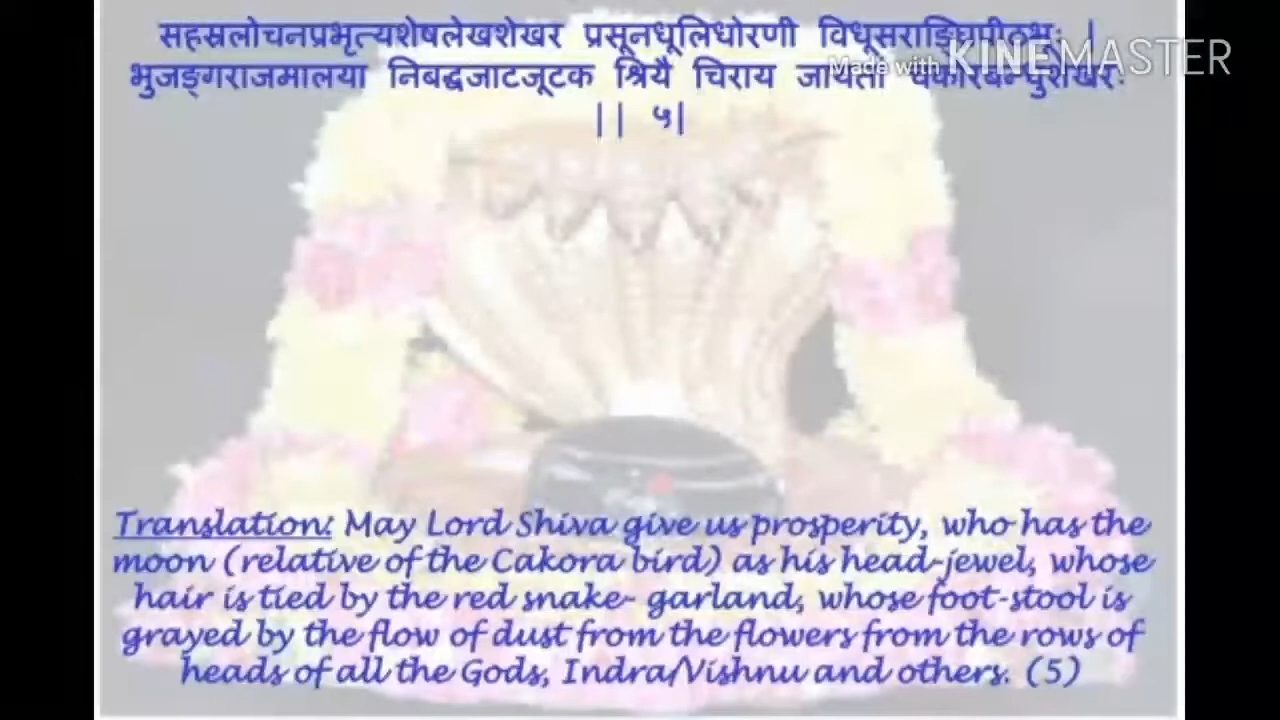 सहस्रलोचनप्रभृत्यशेषलेखशेखर प्रसूनधूलिधोरणी विधूसराङ्घ्रिपीठभूः |
भुजङ्गराजमालया निबद्धजाटजूटक श्रियै चिराय जायतां चकोरबन्धुशेखरः
|| ५|
Made with KINEMASTER
Translation: May Lord Shiva give us prosperity, who has the
moon (relative of the Cakora bird) as his head-jewel, whose
hair is tied by the red snake- garland, whose foot-stool is
grayed by the flow of dust from the flowers from the rows of
heads of all the Gods, Indra/Vishnu and others. (5)